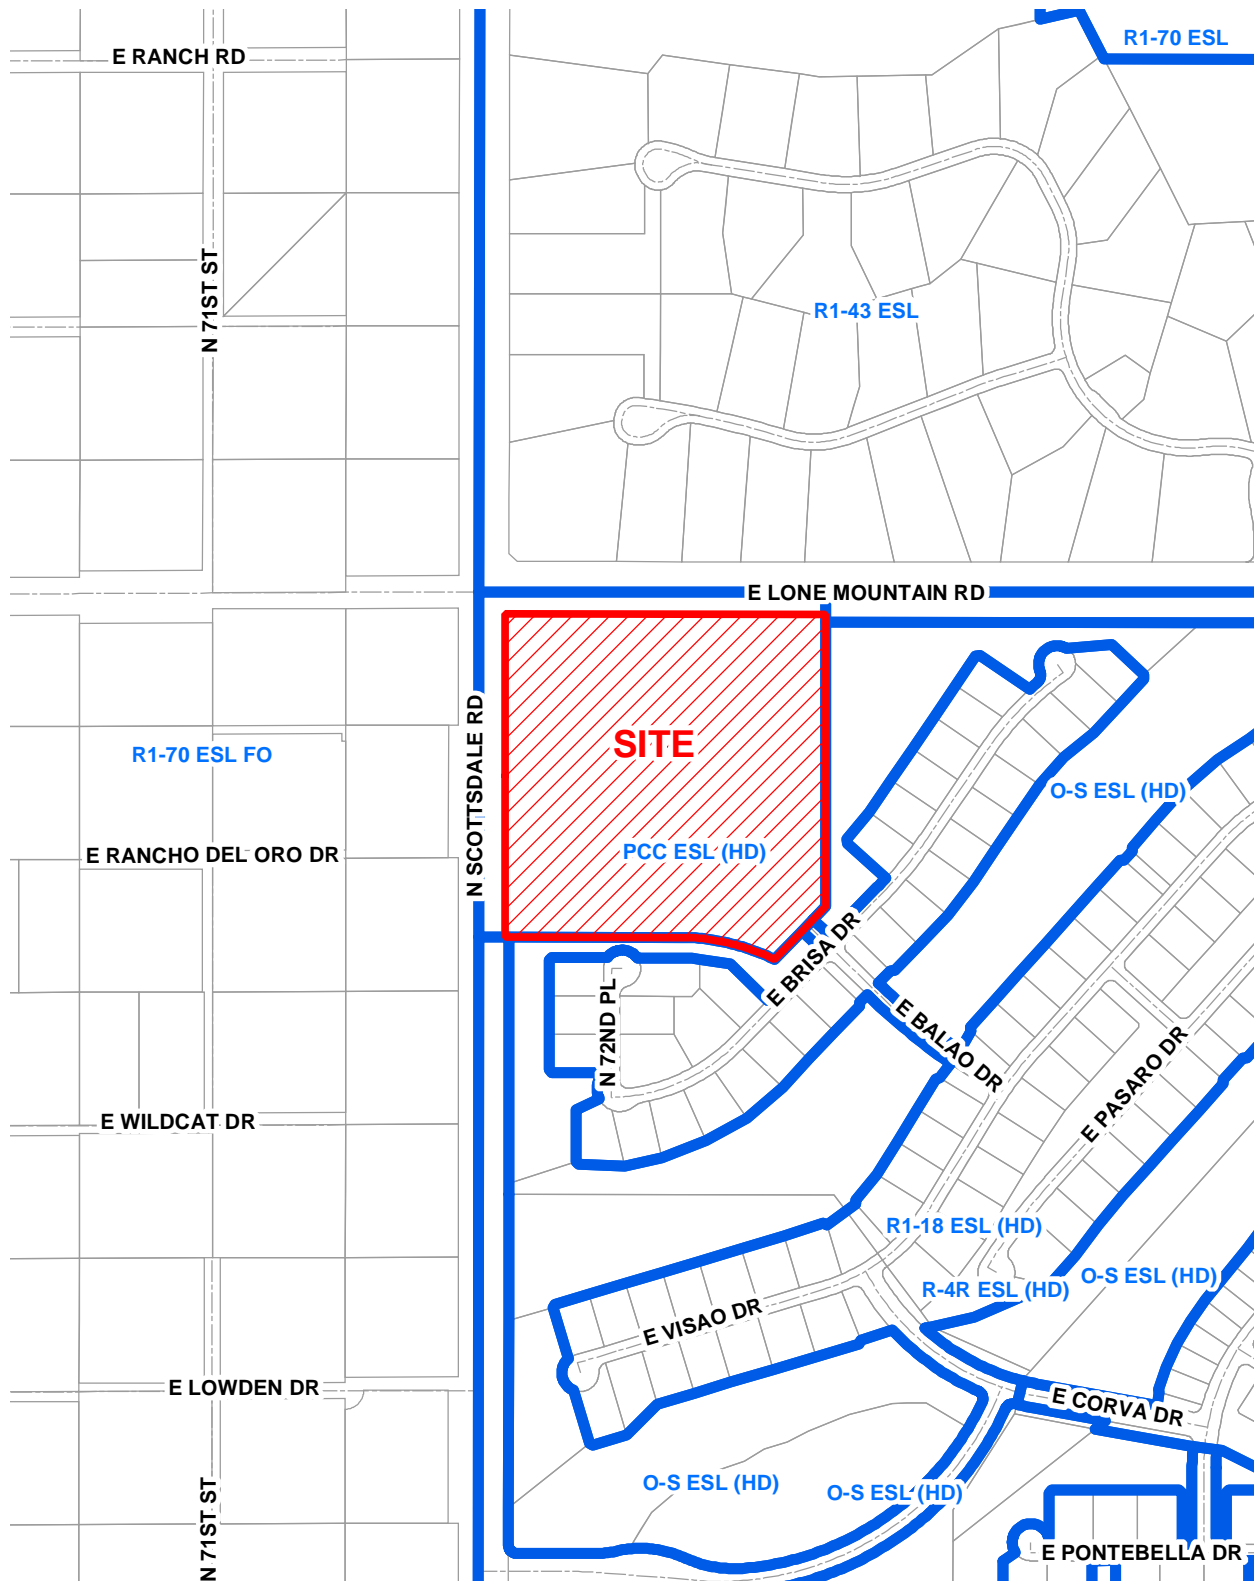 R1-70 ESL
E RANCH RD
N 71ST ST
R1-43 ESL
E LONE MOUNTAIN RD
N SCOTTSDALE RD
SITE
R1-70 ESL FO
O-S ESL (HD)
E RANCHO DEL ORO DR
PCC ESL (HD)
E BRISA DR
N 72ND PL
E BALAO DR
E PASARO DR
E WILDCAT DR
R1-18 ESL (HD)
O-S ESL (HD)
R-4R ESL (HD)
E VISAO DR
E LOWDEN DR
E CORVA DR
O-S ESL (HD)
O-S ESL (HD)
N 71ST ST
E PONTEBELLA DR